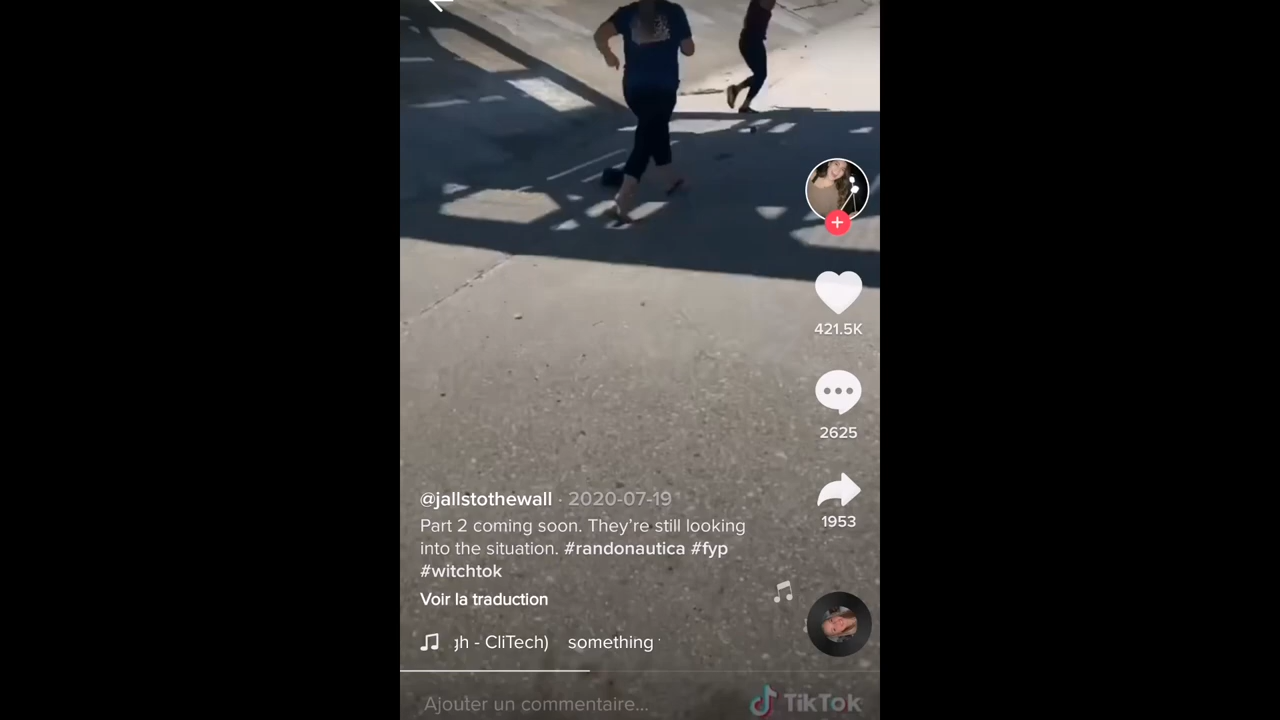 421.5K
2625
1953
@jallstothewall · 2020-07-19
Part 2 coming soon. They're still looking
into the situation. #randonautica #fyp
#witchtok
Voir la traduction
gh - CliTech) something
Ajouter un commentaire...
TikTok